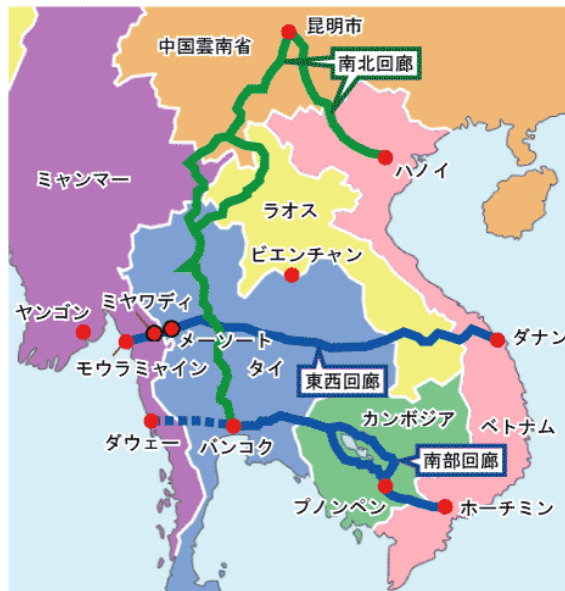 昆明市
中国雲南省
南北回廊
ミャンマー
ハノイ
ラオス
ビエンチャン
ミヤワディ
ヤンゴン
メーソート
ダナン
モウラミャイン
タイ
東西回廊
カンボジア
ベトナム
ダウェー
バンコク
南部回廊
プノンペン
ホーチミン